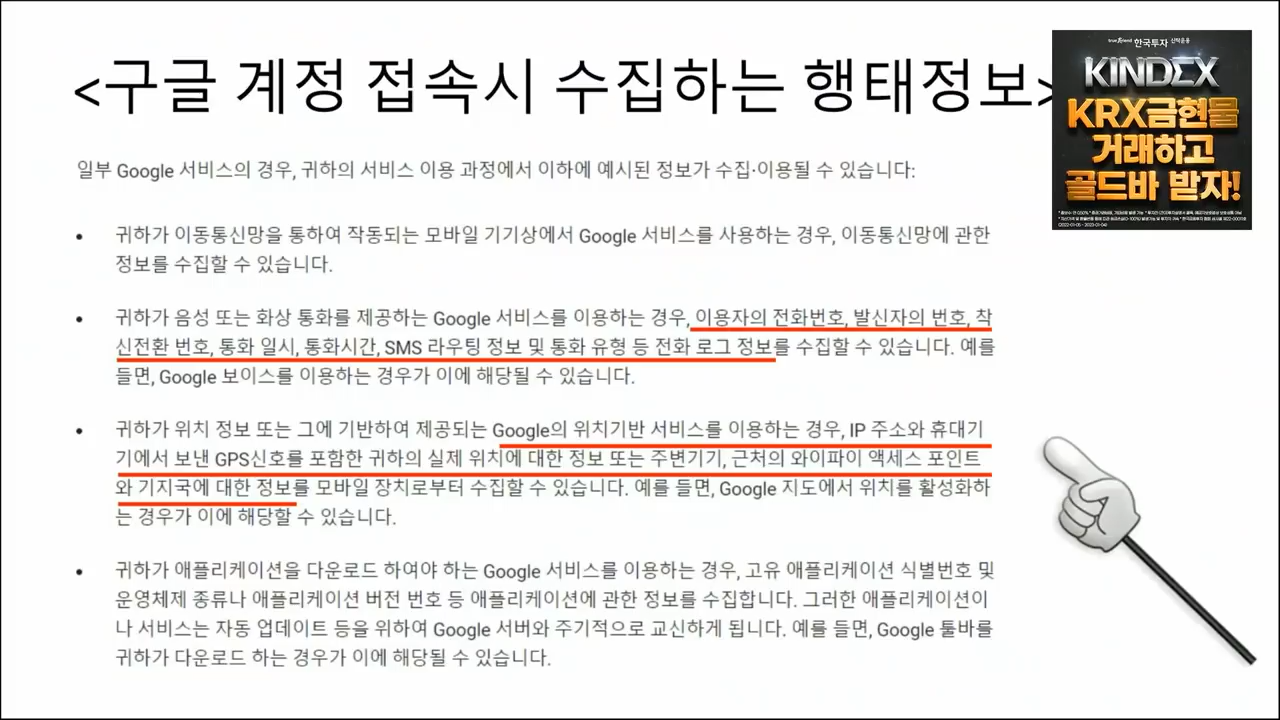 <구글 계정 접속시 수집하는 행태정보>
true Friend 한국투자 신탁운용
KINDEX
KRX금현물
거래하고
골드바 받자!
일부 Google 서비스의 경우, 귀하의 서비스 이용 과정에서 이하에 예시된 정보가 수집·이용될 수 있습니다:
• 귀하가 이동통신망을 통하여 작동되는 모바일 기기상에서 Google 서비스를 사용하는 경우, 이동통신망에 관한
정보를 수집할 수 있습니다.
• 귀하가 음성 또는 화상 통화를 제공하는 Google 서비스를 이용하는 경우, 이용자의 전화번호, 발신자의 번호, 착
신전환 번호, 통화 일시, 통화시간, SMS 라우팅 정보 및 통화 유형 등 전화 로그 정보를 수집할 수 있습니다. 예를
들면, Google 보이스를 이용하는 경우가 이에 해당될 수 있습니다.
• 귀하가 위치 정보 또는 그에 기반하여 제공되는 Google의 위치기반 서비스를 이용하는 경우, IP 주소와 휴대기
기에서 보낸 GPS신호를 포함한 귀하의 실제 위치에 대한 정보 또는 주변기기, 근처의 와이파이 액세스 포인트
와 기지국에 대한 정보를 모바일 장치로부터 수집할 수 있습니다. 예를 들면, Google 지도에서 위치를 활성화하
는 경우가 이에 해당할 수 있습니다.
• 귀하가 애플리케이션을 다운로드 하여야 하는 Google 서비스를 이용하는 경우, 고유 애플리케이션 식별번호 및
운영체제 종류나 애플리케이션 버전 번호 등 애플리케이션에 관한 정보를 수집합니다. 그러한 애플리케이션이
나 서비스는 자동 업데이트 등을 위하여 Google 서버와 주기적으로 교신하게 됩니다. 예를 들면, Google 툴바를
귀하가 다운로드 하는 경우가 이에 해당될 수 있습니다.